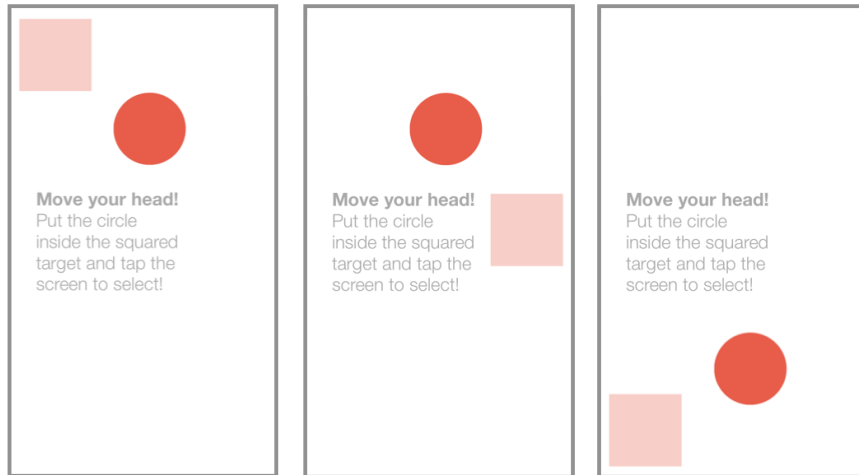 Move your head!
Put the circle
inside the squared
target and tap the
screen to select!
Move your head!
Put the circle
inside the squared
target and tap the
screen to select!
Move your head!
Put the circle
inside the squared
target and tap the
screen to select!